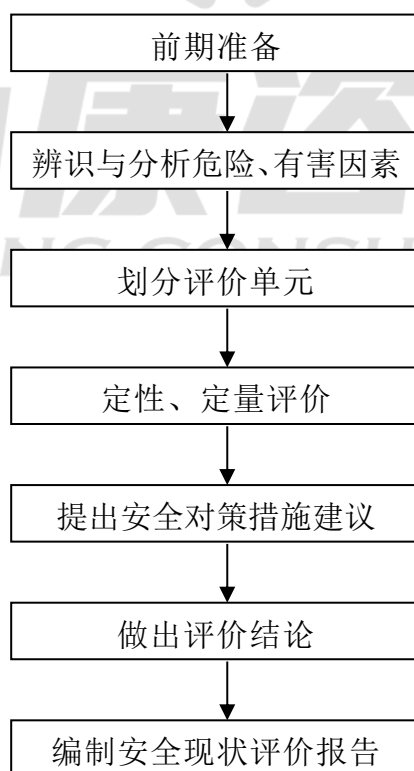 前期准备
辨识与分析危险、有害因素
划分评价单元
定性、定量评价
提出安全对策措施建议
做出评价结论
编制安全现状评价报告